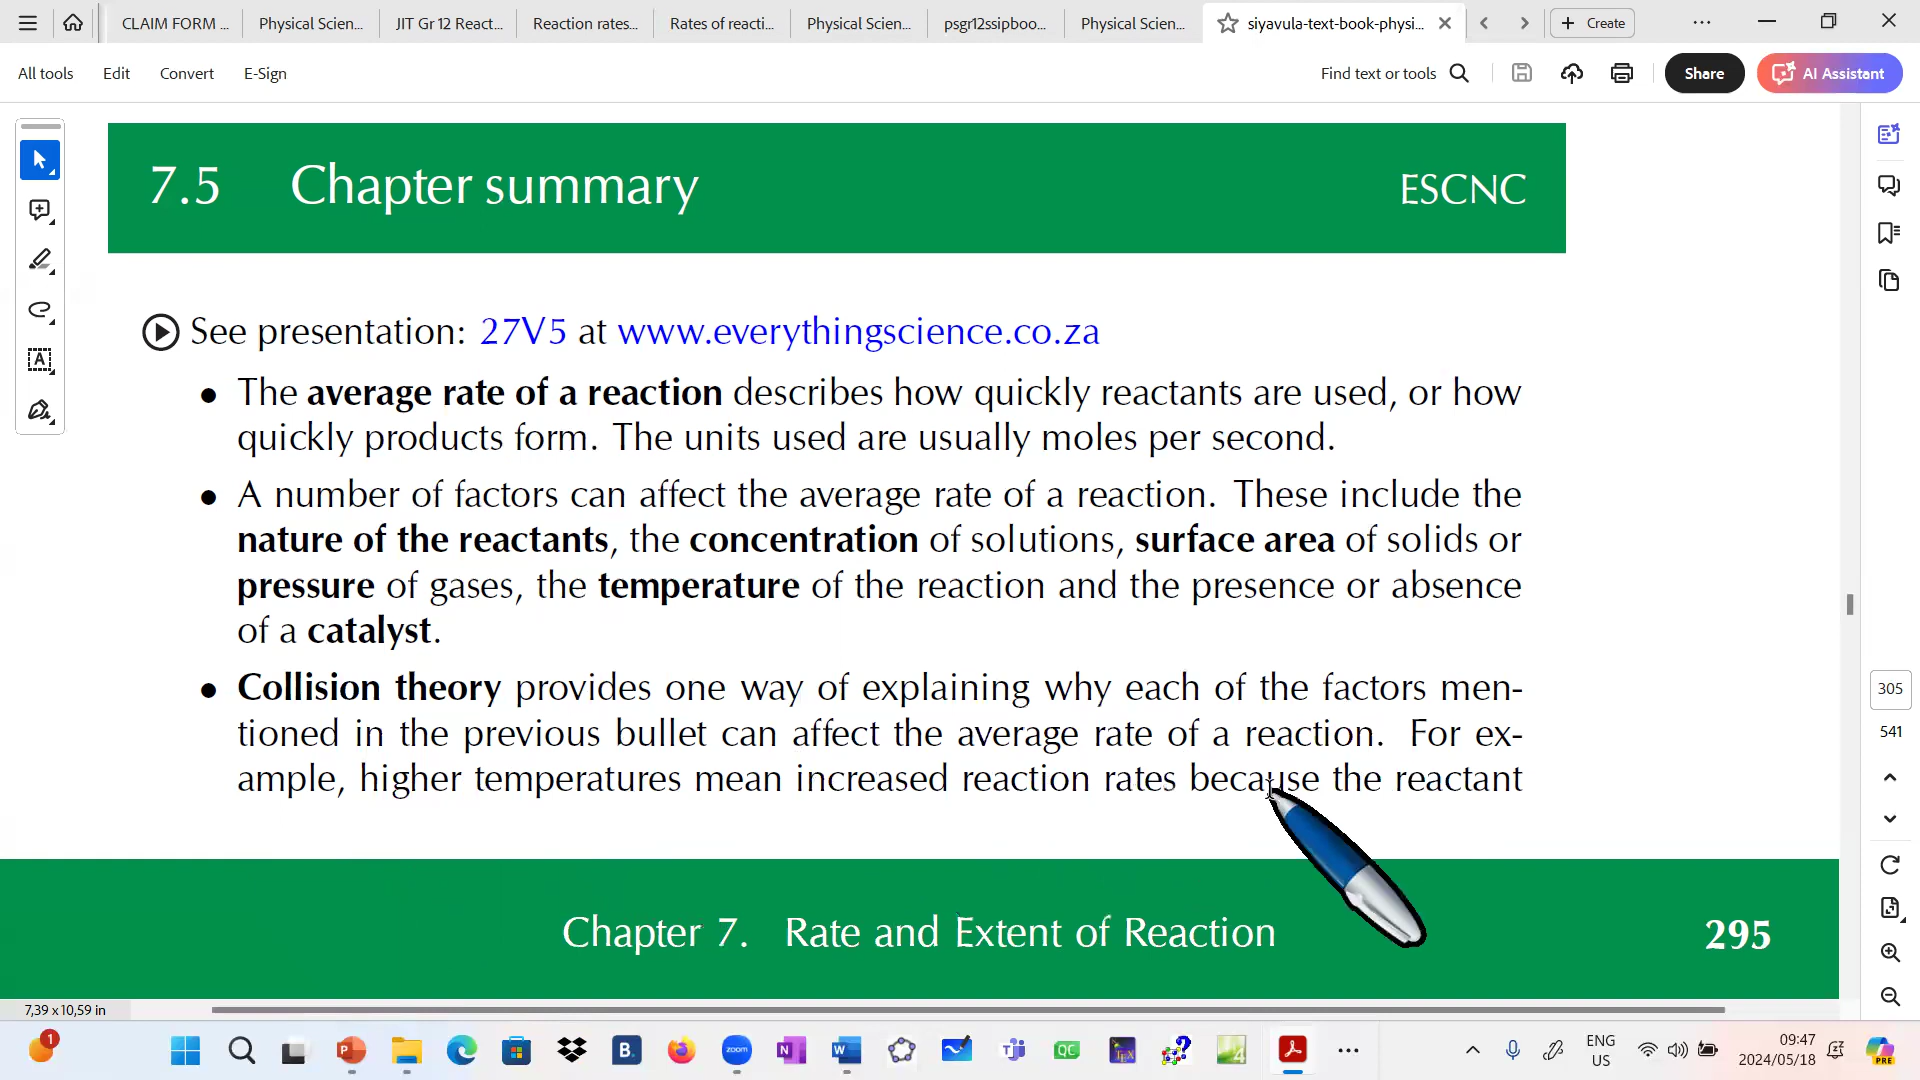 CLAIM FORM ...
Physical Scien...
JIT Gr 12 React...
Reaction rates...
Rates of reacti...
Physical Scien...
psgr12ssipboo...
Physical Scien...
siyavula-text-book-physi...
Create
All tools
Edit
Convert
E-Sign
Find text or tools
Share
AI Assistant
7.5 Chapter summary ESCNC
See presentation: 27V5 at www.everythingscience.co.za
• The average rate of a reaction describes how quickly reactants are used, or how
quickly products form. The units used are usually moles per second.
• A number of factors can affect the average rate of a reaction. These include the
nature of the reactants, the concentration of solutions, surface area of solids or
pressure of gases, the temperature of the reaction and the presence or absence
of a catalyst.
• Collision theory provides one way of explaining why each of the factors men-
tioned in the previous bullet can affect the average rate of a reaction. For ex-
ample, higher temperatures mean increased reaction rates because the reactant
305
541
Chapter 7. Rate and Extent of Reaction 295
7,39 x 10,59 in
1
B.
zoom
N
W
QC
4
ENG
US
09:47
2024/05/18
PRE